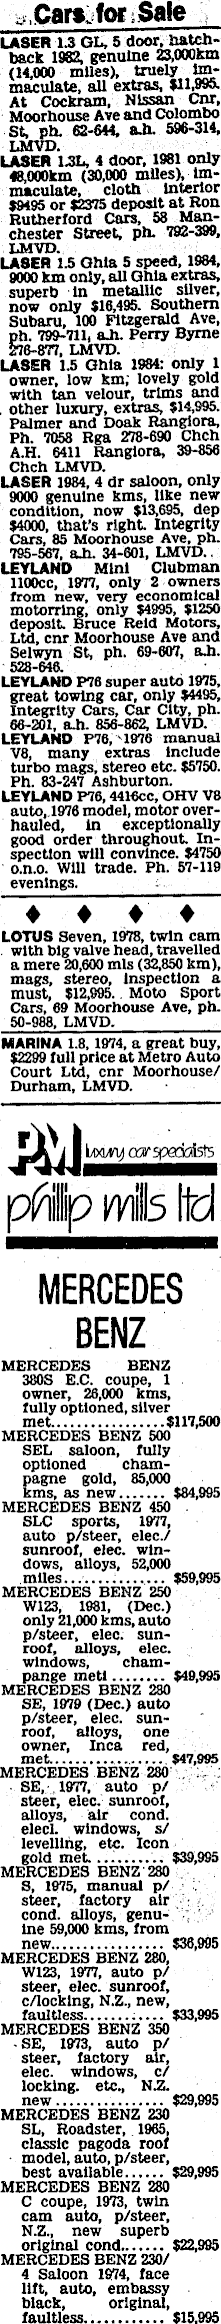 Cars for Sale
LASER 1.3 GL, 5 door, hatch-
back 1982, genuine 23,000km
(14,000 miles), truely im-
maculate, all extras, $11,995.
At Cockram, Nissan Cnr,
Moorhouse Ave and Colombo
St, ph. 62-644, a.h. 596-314,
LMVD.
LASER 1.3L, 4 door, 1981 only
48,000km (30,000 miles), im-
maculate, cloth interior
$9495 or $2375 deposit at Ron
Rutherford Cars, 58 Man-
chester Street, ph. 792-399,
LMVD.
LASER 1.5 Ghia 5 speed, 1984,
9000 km only, all Ghia extras,
superb in metallic silver,
now only $16,495. Southern
Subaru, 100 Fitzgerald Ave,
ph. 799-711, a.h. Perry Byrne
276-877, LMVD.
LASER 1.5 Ghia 1984: only 1
owner, low km; lovely gold
with tan velour, trims and
other luxury, extras, $14,995.
Palmer and Doak Rangiora,
Ph. 7058 Rga 278-690 Chch
A.H. 6411 Rangiora, 39-856
Chch LMVD.
LASER 1984, 4 dr saloon, only
9000 genuine kms, like new
condition, now $13,695, dep
$4000, that's right. Integrity
Cars, 85 Moorhouse Ave, ph.
795-567, a.h. 34-601, LMVD..
LEYLAND Mini Clubman
1100cc, 1977, only 2 owners
from new, very economical
motorring, only $4995, $1250
deposit. Bruce Reid Motors,
Ltd, cnr Moorhouse Ave and
Selwyn St, ph. 69-607, a.h.
528-646.
LEYLAND P76 super auto 1975,
great towing car, only $4495,
Integrity Cars, Car City, ph.
66-201, a.h. 856-862, LMVD.
LEYLAND P76, 1976 manual
V8, many extras include
turbo mags, stereo etc. $5750.
Ph. 83-247 Ashburton.
LEYLAND P76, 4416cc, OHV V8
auto, 1976 model, motor over-
hauled, in exceptionally
good order throughout. In-
spection will convince. $4750
o.n.o. Will trade. Ph. 57-119
evenings.
LOTUS Seven, 1978, twin cam
with big valve head, travelled
a mere 20,600 mls (32,850 km),
mags, stereo, inspection a
must, $12,995. Moto Sport
Cars, 69 Moorhouse Ave, ph.
50-988, LMVD.
MARINA 1.8, 1974, a great buy,
$2299 full price at Metro Auto
Court Ltd, cnr Moorhouse/
Durham, LMVD.
PM luxury car specialists
phillip mills ltd
MERCEDES
BENZ
MERCEDES BENZ
380S E.C. coupe, 1
owner, 26,000 kms,
fully optioned, silver
met..................$117,500
MERCEDES BENZ 500
SEL saloon, fully
optioned cham-
pagne gold, 85,000
kms, as new....... $84,995
MERCEDES BENZ 450
SLC sports, 1977,
auto p/steer, elec./
sunroof, elec. win-
dows, alloys, 52,000
miles............... $59,995
MERCEDES BENZ 250
W123, 1981, (Dec.)
only 21,000 kms, auto
p/steer, elec. sun-
roof, alloys, elec.
windows, cham-
pange metl ........ $49,995
MERCEDES BENZ 280
SE, 1979 (Dec.) auto
p/steer, elec. sun-
roof, alloys, one
owner, Inca red,
met................. $47,995
MERCEDES BENZ 280
SE, 1977, auto p/
steer, elec. sunroof,
alloys, air cond.
elecl. windows, s/
levelling, etc. Icon
gold met........... $39,995
MERCEDES BENZ 280
S, 1975, manual p/
steer, factory air
cond. alloys, genu-
ine 59,000 kms, from
new................. $36,995
MERCEDES BENZ 280,
W123, 1977, auto p/
steer, elec. sunroof,
c/locking, N.Z., new,
faultless............ $33,995
MERCEDES BENZ 350
SE, 1973, auto p/
steer, factory air,
elec. windows, c/
locking. etc., N.Z.
new ................ $29,995
MERCEDES BENZ 230
SL, Roadster, 1965,
classic pagoda roof
model, auto, p/steer,
best available...... $29,995
MERCEDES BENZ 280
C coupe, 1973, twin
cam auto, p/steer,
N.Z., new superb
original cond...... $22,995
MERCEDES BENZ 230/
4 Saloon 1974, face
lift, auto, embassy
black, original,
faultless............ $15,995